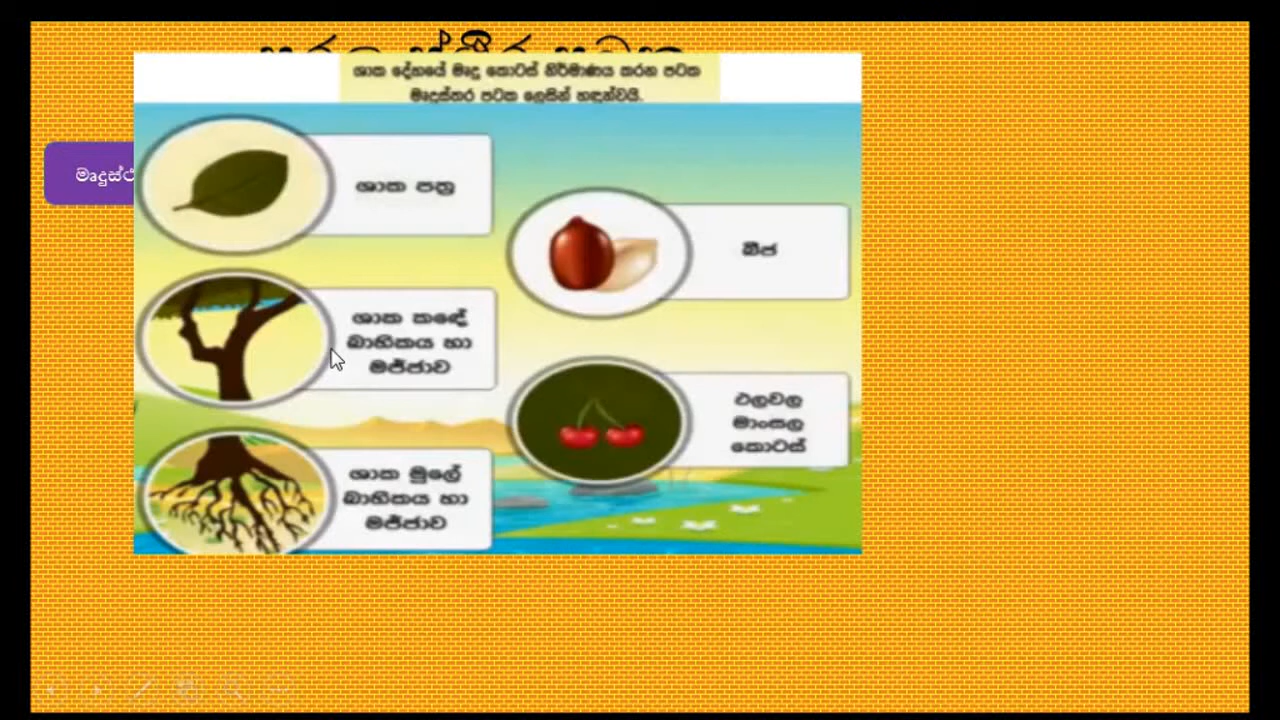 ශාක දේහයේ මෘදු කොටස් නිර්මාණය කරන පටක
මෘදුස්තර පටක ලෙසින් හඳුන්වයි.
මෘදුස්ථ
ශාක පත්‍ර
බීජ
ශාක කඳේ
බාහිකය හා
මජ්ජාව
ඵලවල
මාංසල
කොටස්
ශාක මුලේ
බාහිකය හා
මජ්ජාව